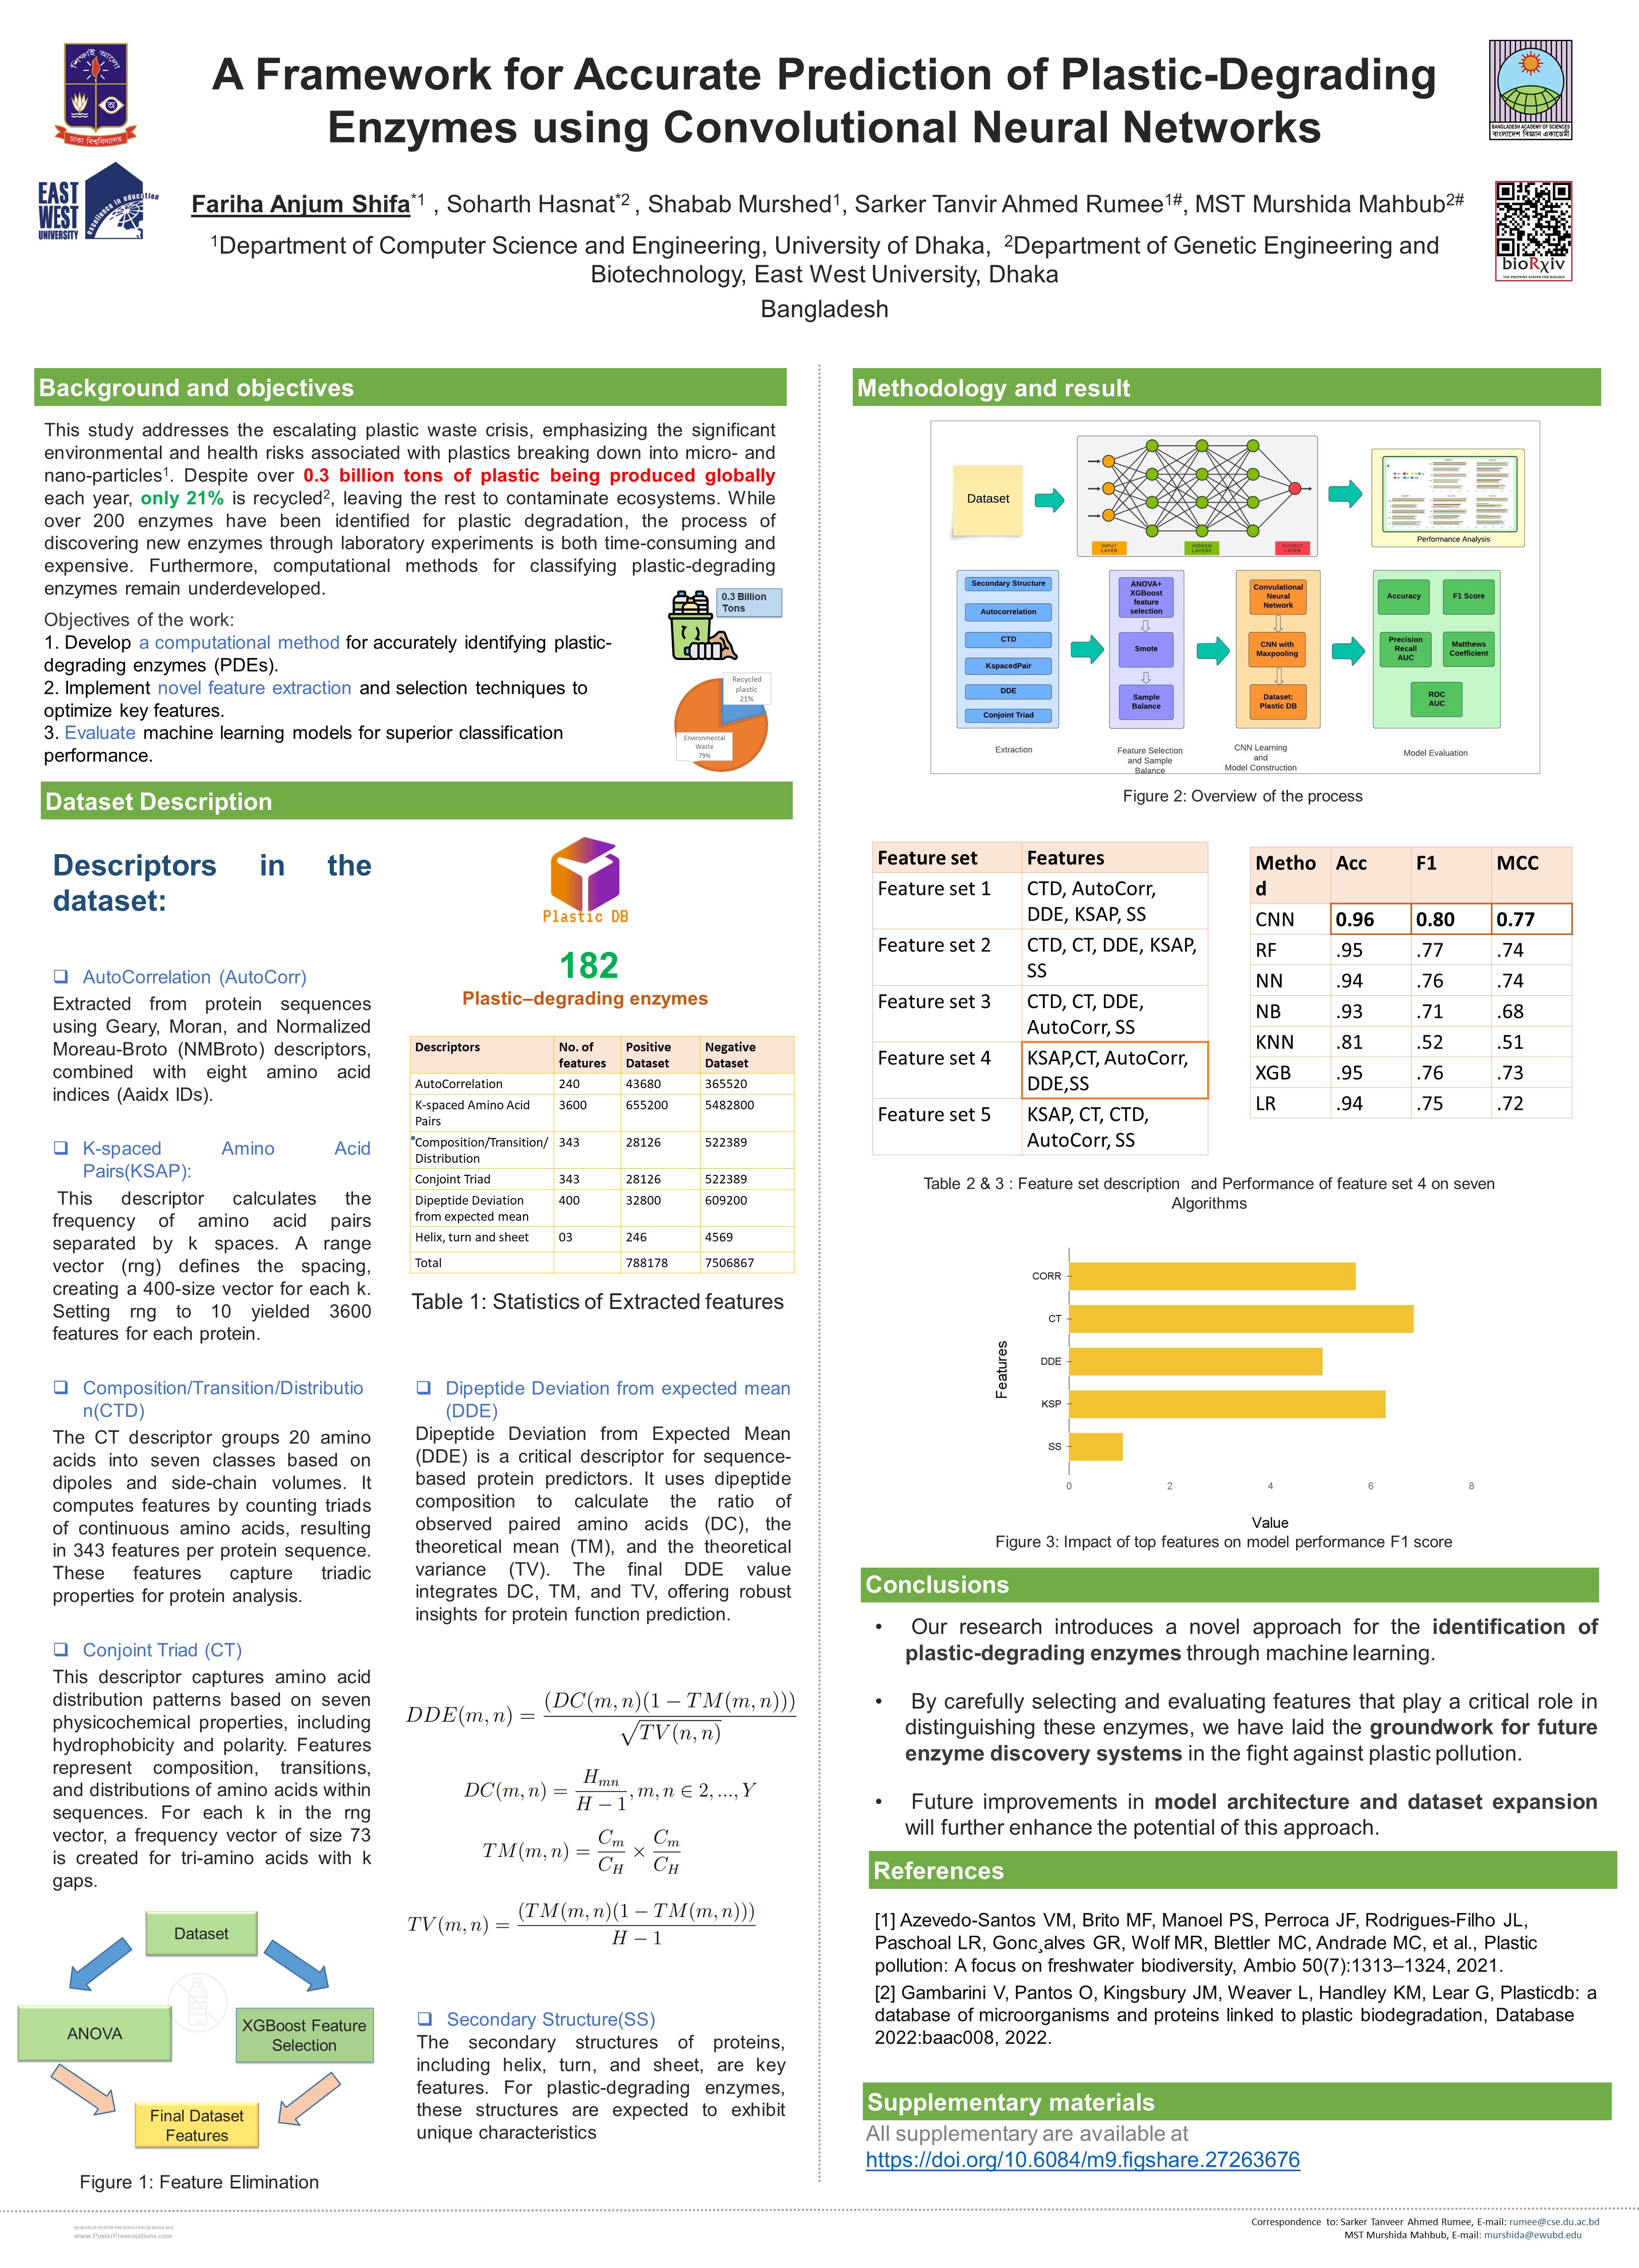 A Framework for Accurate Prediction of Plastic-Degrading
Enzymes using Convolutional Neural Networks
শিক্ষাই আলো
ঢাকা বিশ্ববিদ্যালয়
EAST
WEST
UNIVERSITY
excellence in education
BANGLADESH ACADEMY OF SCIENCES
বাংলাদেশ বিজ্ঞান একাডেমী
bioRχiv
THE PREPRINT SERVER FOR BIOLOGY
Fariha Anjum Shifa*1 , Soharth Hasnat*2 , Shabab Murshed1, Sarker Tanvir Ahmed Rumee1#, MST Murshida Mahbub2#
1Department of Computer Science and Engineering, University of Dhaka, 2Department of Genetic Engineering and
Biotechnology, East West University, Dhaka
Bangladesh
Background and objectives
This study addresses the escalating plastic waste crisis, emphasizing the significant
environmental and health risks associated with plastics breaking down into micro- and
nano-particles1. Despite over 0.3 billion tons of plastic being produced globally
each year, only 21% is recycled2, leaving the rest to contaminate ecosystems. While
over 200 enzymes have been identified for plastic degradation, the process of
discovering new enzymes through laboratory experiments is both time-consuming and
expensive. Furthermore, computational methods for classifying plastic-degrading
enzymes remain underdeveloped.
Objectives of the work:
1. Develop a computational method for accurately identifying plastic-
degrading enzymes (PDEs).
2. Implement novel feature extraction and selection techniques to
optimize key features.
3. Evaluate machine learning models for superior classification
performance.
0.3 Billion
Tons
Recycled
plastic
21%
Environmental
Waste
79%
Dataset Description
Descriptors in the
dataset:
❑ AutoCorrelation (AutoCorr)
Extracted from protein sequences
using Geary, Moran, and Normalized
Moreau-Broto (NMBroto) descriptors,
combined with eight amino acid
indices (Aaidx IDs).
❑ K-spaced Amino Acid
Pairs(KSAP):
This descriptor calculates the
frequency of amino acid pairs
separated by k spaces. A range
vector (rng) defines the spacing,
creating a 400-size vector for each k.
Setting rng to 10 yielded 3600
features for each protein.
❑ Composition/Transition/Distributio
n(CTD)
The CT descriptor groups 20 amino
acids into seven classes based on
dipoles and side-chain volumes. It
computes features by counting triads
of continuous amino acids, resulting
in 343 features per protein sequence.
These features capture triadic
properties for protein analysis.
❑ Conjoint Triad (CT)
This descriptor captures amino acid
distribution patterns based on seven
physicochemical properties, including
hydrophobicity and polarity. Features
represent composition, transitions,
and distributions of amino acids within
sequences. For each k in the rng
vector, a frequency vector of size 73
is created for tri-amino acids with k
gaps.
Dataset
ANOVA
XGBoost Feature
Selection
Final Dataset
Features
Figure 1: Feature Elimination
Plastic DB
182
Plastic–degrading enzymes
Descriptors No. of features Positive Dataset Negative Dataset
AutoCorrelation 240 43680 365520
K-spaced Amino Acid Pairs 3600 655200 5482800
Composition/Transition/ Distribution 343 28126 522389
Conjoint Triad 343 28126 522389
Dipeptide Deviation from expected mean 400 32800 609200
Helix, turn and sheet 03 246 4569
Total 788178 7506867
Table 1: Statistics of Extracted features
❑ Dipeptide Deviation from expected mean
(DDE)
Dipeptide Deviation from Expected Mean
(DDE) is a critical descriptor for sequence-
based protein predictors. It uses dipeptide
composition to calculate the ratio of
observed paired amino acids (DC), the
theoretical mean (TM), and the theoretical
variance (TV). The final DDE value
integrates DC, TM, and TV, offering robust
insights for protein function prediction.
DDE(m, n) = (DC(m, n)(1 − TM(m, n))) / √TV(n, n)
DC(m, n) = Hmn / H − 1, m, n ∈ 2, ..., Y
TM(m, n) = Cm / CH × Cm / CH
TV(m, n) = (TM(m, n)(1 − TM(m, n))) / H − 1
❑ Secondary Structure(SS)
The secondary structures of proteins,
including helix, turn, and sheet, are key
features. For plastic-degrading enzymes,
these structures are expected to exhibit
unique characteristics
Methodology and result
Dataset
INPUT LAYER
HIDDEN LAYERS
OUTPUT LAYER
Performance Analysis
Secondary Structure
Autocorrelation
CTD
KspacedPair
DDE
Conjoint Triad
Extraction
ANOVA+
XGBoost
feature
selection
Smote
Sample
Balance
Feature Selection
and Sample
Balance
Convulational
Neural
Network
CNN with
Maxpooling
Dataset:
Plastic DB
CNN Learning
and
Model Construction
Accuracy
F1 Score
Precision
Recall
AUC
Matthews
Coefficient
ROC
AUC
Model Evaluation
Figure 2: Overview of the process
Feature set Features
Feature set 1 CTD, AutoCorr,
DDE, KSAP, SS
Feature set 2 CTD, CT, DDE, KSAP,
SS
Feature set 3 CTD, CT, DDE,
AutoCorr, SS
Feature set 4 KSAP,CT, AutoCorr,
DDE,SS
Feature set 5 KSAP, CT, CTD,
AutoCorr, SS
Metho
d Acc F1 MCC
CNN 0.96 0.80 0.77
RF .95 .77 .74
NN .94 .76 .74
NB .93 .71 .68
KNN .81 .52 .51
XGB .95 .76 .73
LR .94 .75 .72
Table 2 & 3 : Feature set description and Performance of feature set 4 on seven
Algorithms
Features
CORR
CT
DDE
KSP
SS
0 2 4 6 8
Value
Figure 3: Impact of top features on model performance F1 score
Conclusions
• Our research introduces a novel approach for the identification of
plastic-degrading enzymes through machine learning.
• By carefully selecting and evaluating features that play a critical role in
distinguishing these enzymes, we have laid the groundwork for future
enzyme discovery systems in the fight against plastic pollution.
• Future improvements in model architecture and dataset expansion
will further enhance the potential of this approach.
References
[1] Azevedo-Santos VM, Brito MF, Manoel PS, Perroca JF, Rodrigues-Filho JL,
Paschoal LR, Gonc¸alves GR, Wolf MR, Blettler MC, Andrade MC, et al., Plastic
pollution: A focus on freshwater biodiversity, Ambio 50(7):1313–1324, 2021.
[2] Gambarini V, Pantos O, Kingsbury JM, Weaver L, Handley KM, Lear G, Plasticdb: a
database of microorganisms and proteins linked to plastic biodegradation, Database
2022:baac008, 2022.
Supplementary materials
All supplementary are available at
https://doi.org/10.6084/m9.figshare.27263676
RESEARCH POSTER PRESENTATION DESIGN © 2019
www.PosterPresentations.com
Correspondence to: Sarker Tanveer Ahmed Rumee, E-mail: rumee@cse.du.ac.bd
MST Murshida Mahbub, E-mail: murshida@ewubd.edu